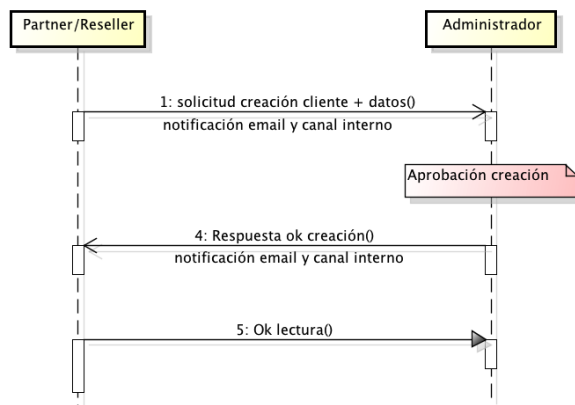 Partner/Reseller
Administrador
1: solicitud creación cliente + datos()
notificación email y canal interno
Aprobación creación
4: Respuesta ok creación()
notificación email y canal interno
5: Ok lectura()